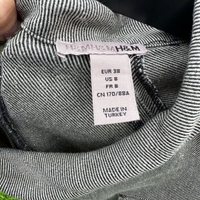 H&M H&M H&M
EUR 38
US 8
FR 8
CN 170/88A
MADE IN
TURKEY